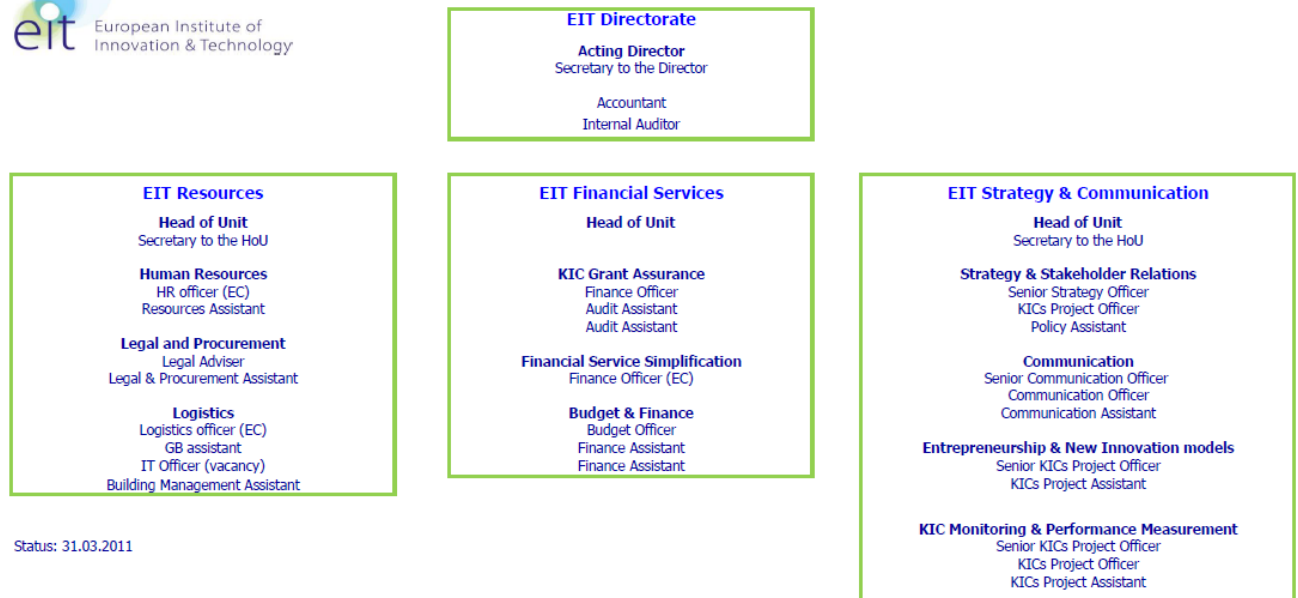 eit
European Institute of
Innovation & Technology
EIT Directorate
Acting Director
Secretary to the Director
Accountant
Internal Auditor
EIT Resources
Head of Unit
Secretary to the HoU
Human Resources
HR officer (EC)
Resources Assistant
Legal and Procurement
Legal Adviser
Legal & Procurement Assistant
Logistics
Logistics officer (EC)
GB assistant
IT Officer (vacancy)
Building Management Assistant
EIT Financial Services
Head of Unit
KIC Grant Assurance
Finance Officer
Audit Assistant
Audit Assistant
Financial Service Simplification
Finance Officer (EC)
Budget & Finance
Budget Officer
Finance Assistant
Finance Assistant
EIT Strategy & Communication
Head of Unit
Secretary to the HoU
Strategy & Stakeholder Relations
Senior Strategy Officer
KICs Project Officer
Policy Assistant
Communication
Senior Communication Officer
Communication Officer
Communication Assistant
Entrepreneurship & New Innovation models
Senior KICs Project Officer
KICs Project Assistant
KIC Monitoring & Performance Measurement
Senior KICs Project Officer
KICs Project Officer
KICs Project Assistant
Status: 31.03.2011